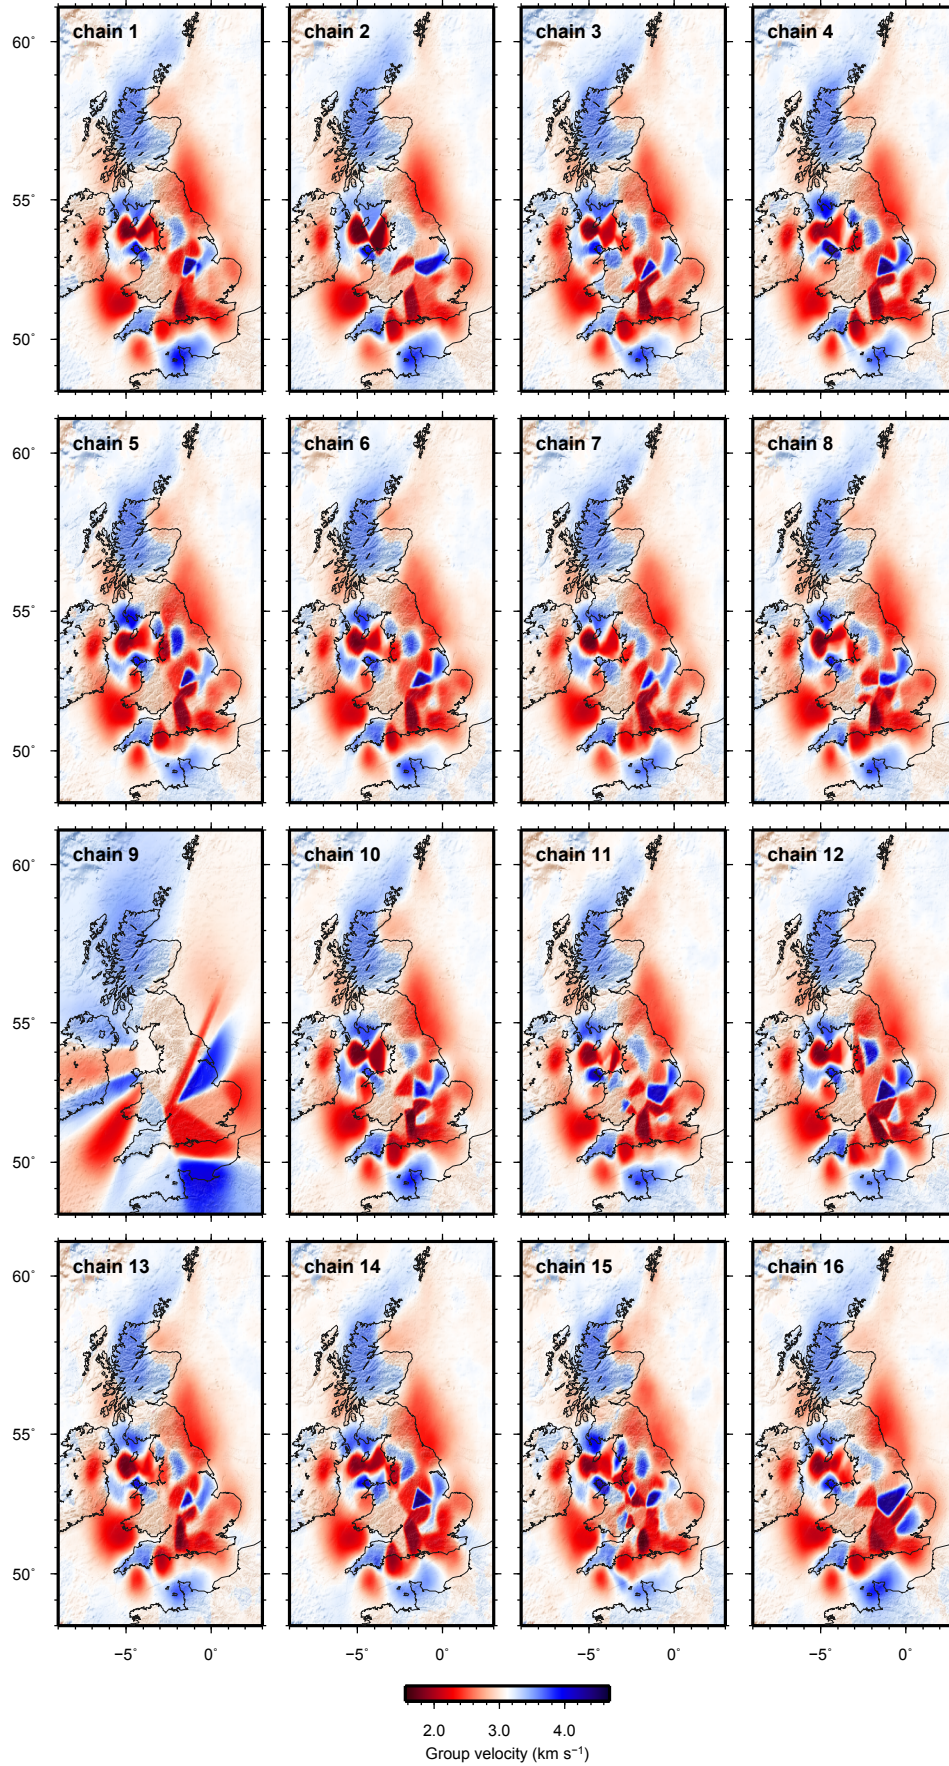 chain 1 chain 2 chain 3 chain 4
60°
55°
50°
chain 5 chain 6 chain 7 chain 8
60°
55°
50°
chain 9 chain 10 chain 11 chain 12
60°
55°
50°
chain 13 chain 14 chain 15 chain 16
60°
55°
50°
−5° 0° −5° 0° −5° 0° −5° 0°
2.0 3.0 4.0
Group velocity (km s⁻¹)